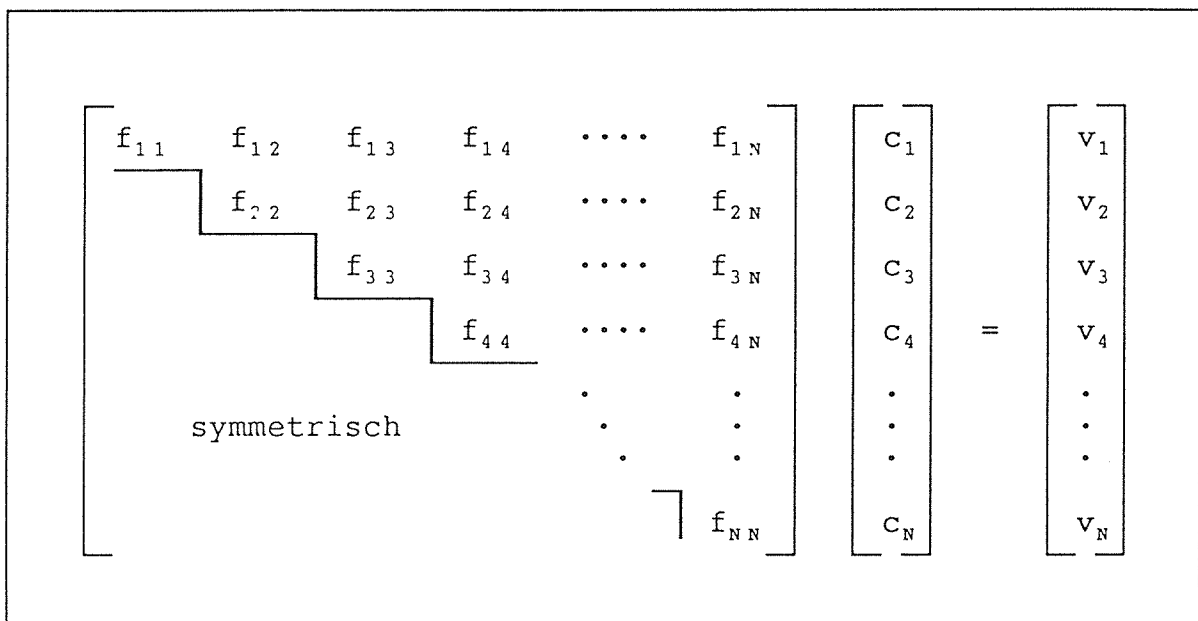 f₁₁ f₁₂ f₁₃ f₁₄ •••• f₁N c₁ v₁
f₂₂ f₂₃ f₂₄ •••• f₂N c₂ v₂
f₃₃ f₃₄ •••• f₃N c₃ v₃
f₄₄ •••• f₄N c₄ = v₄
symmetrisch
fNN cN vN